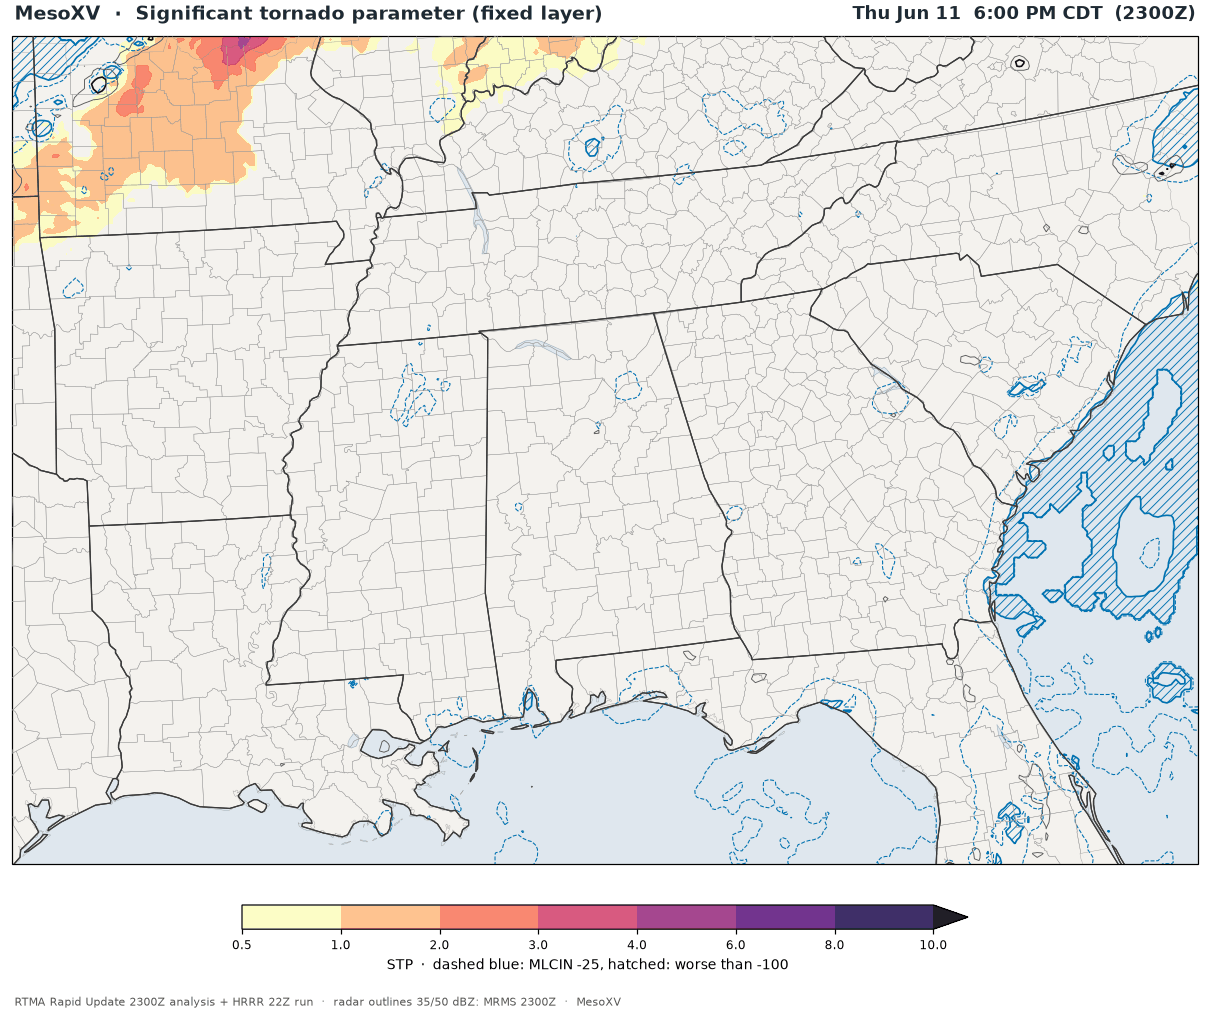 MesoXV · Significant tornado parameter (fixed layer)
Thu Jun 11 6:00 PM CDT (2300Z)
0.5 1.0 2.0 3.0 4.0 6.0 8.0 10.0
STP · dashed blue: MLCIN -25, hatched: worse than -100
RTMA Rapid Update 2300Z analysis + HRRR 22Z run · radar outlines 35/50 dBZ: MRMS 2300Z · MesoXV